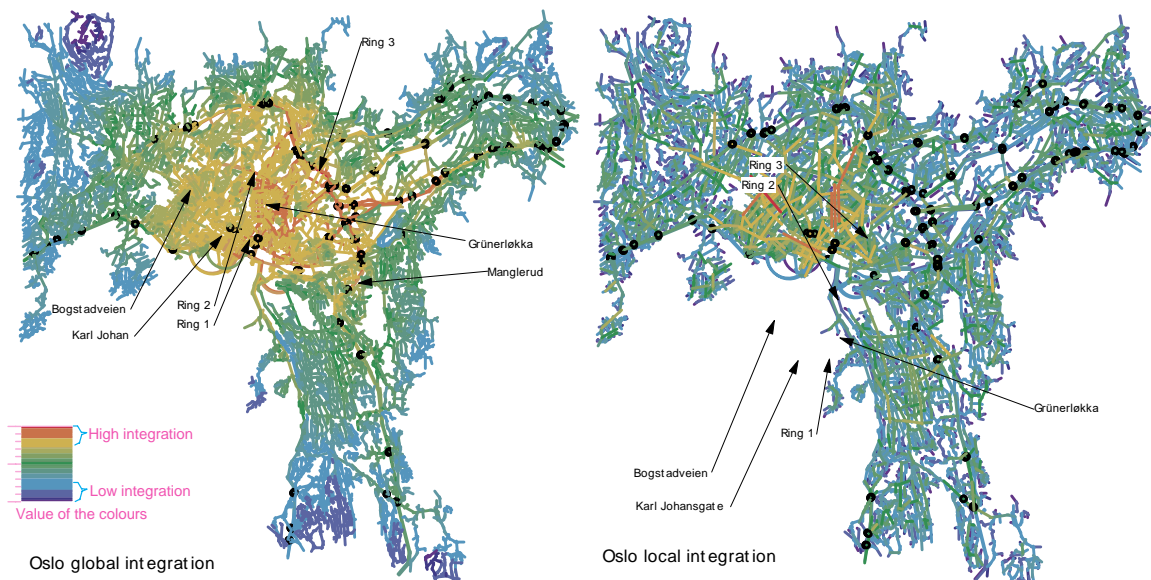 Ring 3
Grünerløkka
Manglerud
Bogstadveien
Ring 2
Karl Johan
Ring 1
High integration
Low integration
Value of the colours
Oslo global integration
Ring 3
Ring 2
Grünerløkka
Ring 1
Bogstadveien
Karl Johansgate
Oslo local integration